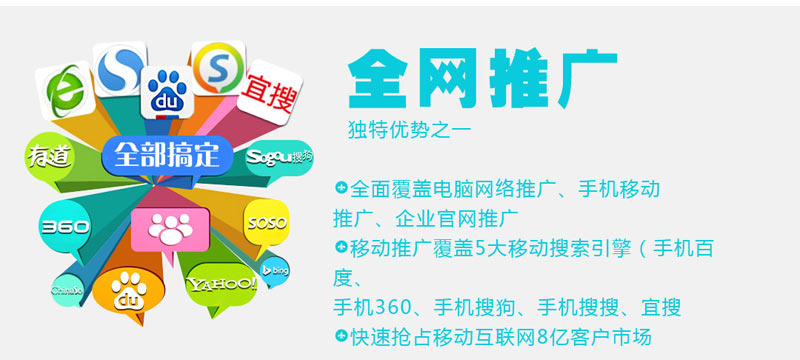 全网推广
独特优势之一
全面覆盖电脑网络推广、手机移动
推广、企业官网推广
移动推广覆盖5大移动搜索引擎（手机百
度、
手机360、手机搜狗、手机搜搜、宜搜
快速抢占移动互联网8亿客户市场
e
S
du
S
宜搜
有道
全部搞定
Sogou搜狗
360
SOSO
bing
Chinaso
du
YAHOO!